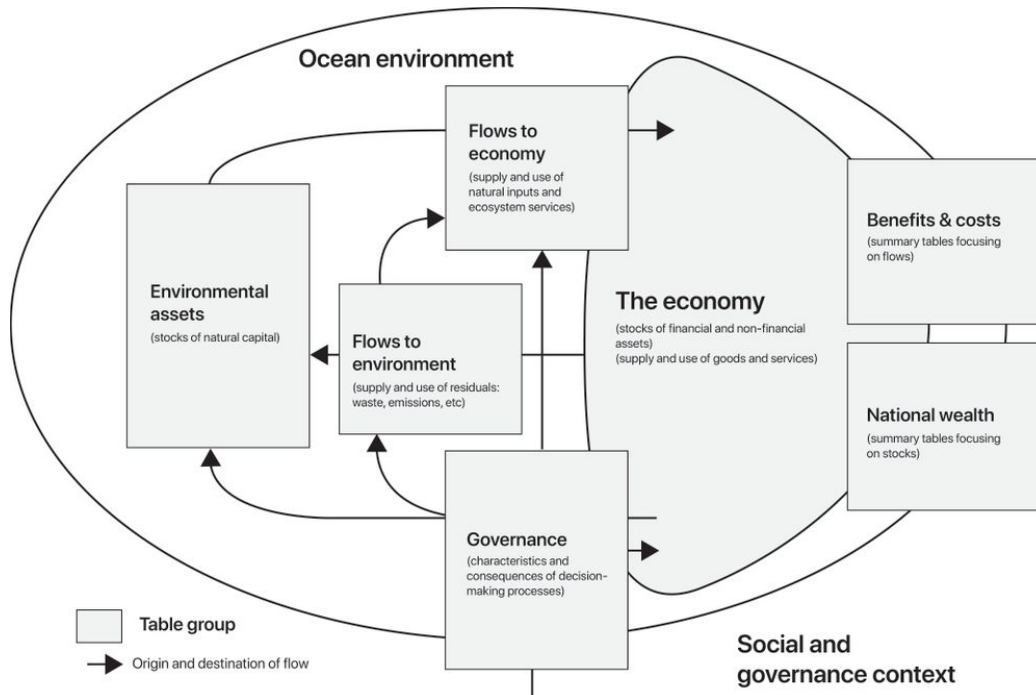 Ocean environment
Flows to
economy
(supply and use of
natural inputs and
ecosystem services)
Environmental
assets
(stocks of natural capital)
Flows to
environment
(supply and use of residuals:
waste, emissions, etc)
The economy
(stocks of financial and non-financial
assets)
(supply and use of goods and services)
Benefits & costs
(summary tables focusing
on flows)
National wealth
(summary tables focusing
on stocks)
Governance
(characteristics and
consequences of decision-
making processes)
Table group
Origin and destination of flow
Social and
governance context